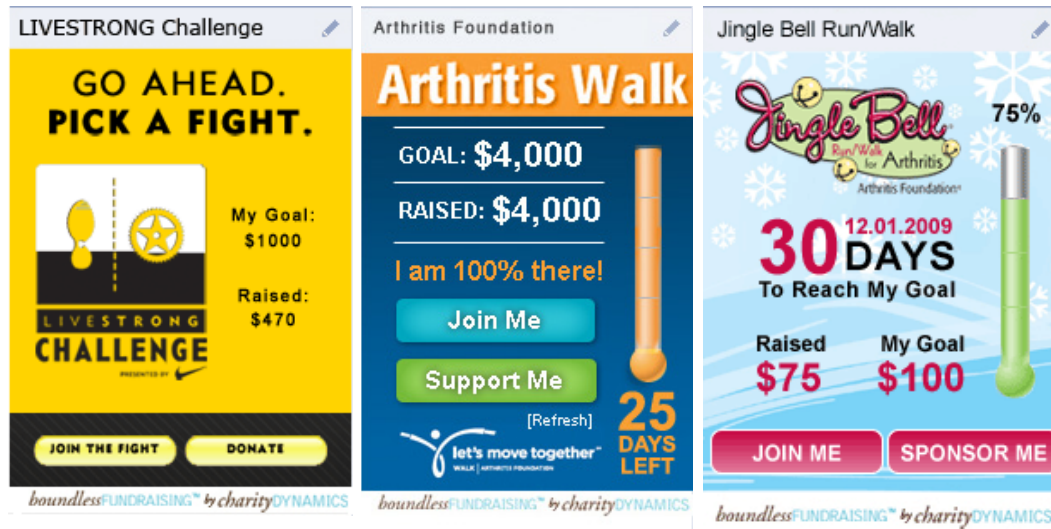 LIVESTRONG Challenge
GO AHEAD.
PICK A FIGHT.
My Goal:
$1000
Raised:
$470
LIVESTRONG
CHALLENGE
PRESENTED BY
JOIN THE FIGHT
DONATE
boundlessFUNDRAISING™ by charityDYNAMICS
Arthritis Foundation
Arthritis Walk
GOAL: $4,000
RAISED: $4,000
I am 100% there!
Join Me
Support Me
[Refresh]
25
DAYS
LEFT
let's move together™
WALK | ARTHRITIS FOUNDATION
boundlessFUNDRAISING™ by charityDYNAMICS
Jingle Bell Run/Walk
75%
Jingle Bell
Run/Walk
for Arthritis
Arthritis Foundation®
30 12.01.2009
DAYS
To Reach My Goal
Raised My Goal
$75 $100
JOIN ME
SPONSOR ME
boundlessFUNDRAISING™ by charityDYNAMICS